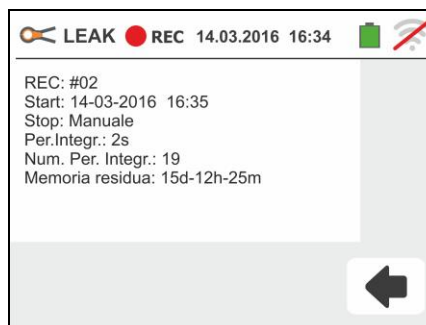 LEAK REC 14.03.2016 16:34
REC: #02
Start: 14-03-2016 16:35
Stop: Manuale
Per.Integr.: 2s
Num. Per. Integr.: 19
Memoria residua: 15d-12h-25m